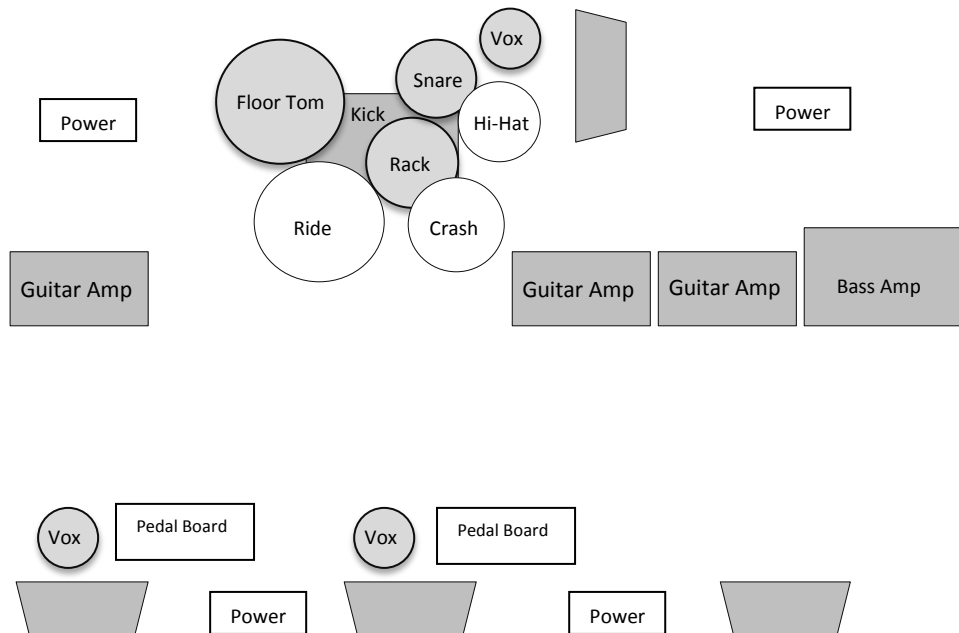 Vox
Snare
Floor Tom
Kick
Power
Hi-Hat
Power
Rack
Ride
Crash
Guitar Amp
Guitar Amp
Guitar Amp
Bass Amp
Vox
Pedal Board
Vox
Pedal Board
Power
Power